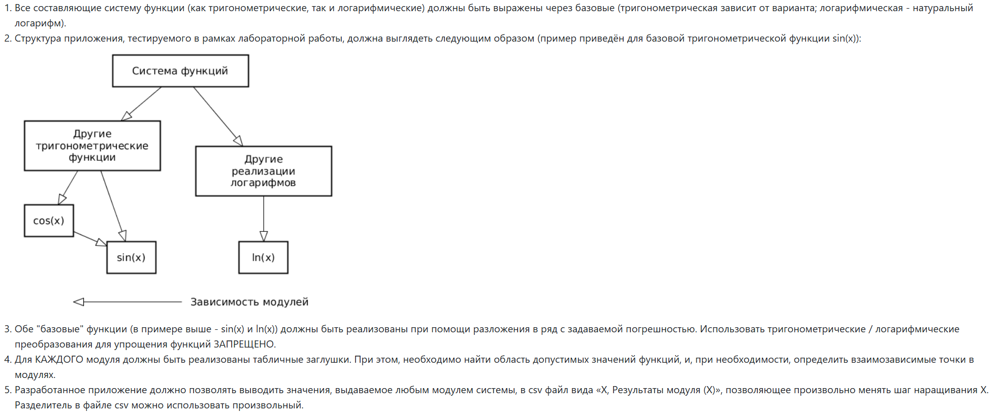 1. Все составляющие систему функции (как тригонометрические, так и логарифмические) должны быть выражены через базовые (тригонометрическая зависит от варианта; логарифмическая - натуральный
логарифм).
2. Структура приложения, тестируемого в рамках лабораторной работы, должна выглядеть следующим образом (пример приведён для базовой тригонометрической функции sin(x)):
Система функций
Другие
тригонометрические
функции
Другие
реализации
логарифмов
cos(x)
sin(x)
ln(x)
Зависимость модулей
3. Обе "базовые" функции (в примере выше - sin(x) и ln(x)) должны быть реализованы при помощи разложения в ряд с задаваемой погрешностью. Использовать тригонометрические / логарифмические
преобразования для упрощения функций ЗАПРЕЩЕНО.
4. Для КАЖДОГО модуля должны быть реализованы табличные заглушки. При этом, необходимо найти область допустимых значений функций, и, при необходимости, определить взаимозависимые точки в
модулях.
5. Разработанное приложение должно позволять выводить значения, выдаваемое любым модулем системы, в csv файл вида «X, Результаты модуля (X)», позволяющее произвольно менять шаг наращивания X.
Разделитель в файле csv можно использовать произвольный.